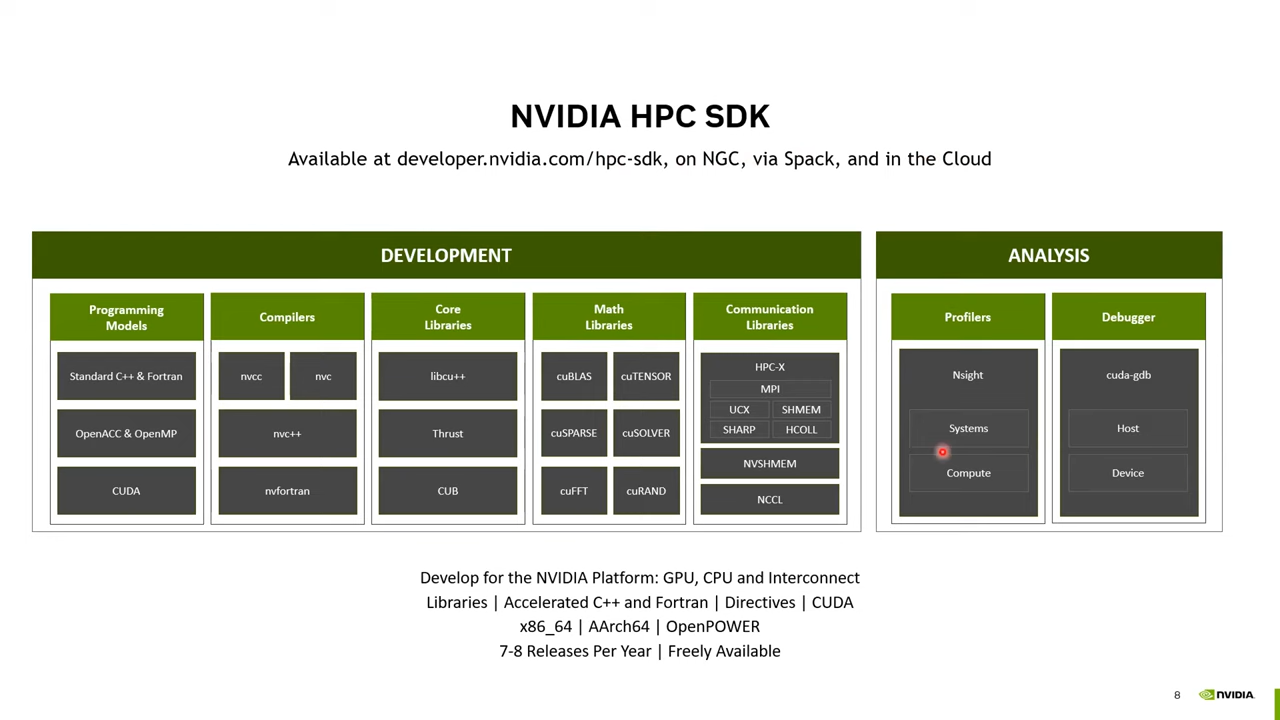 NVIDIA HPC SDK
Available at developer.nvidia.com/hpc-sdk, on NGC, via Spack, and in the Cloud
DEVELOPMENT
Programming
Models
Standard C++ & Fortran
OpenACC & OpenMP
CUDA
Compilers
nvcc
nvc
nvc++
nvfortran
Core
Libraries
libcu++
Thrust
CUB
Math
Libraries
cuBLAS
cuTENSOR
cuSPARSE
cuSOLVER
cuFFT
cuRAND
Communication
Libraries
HPC-X
MPI
UCX
SHMEM
SHARP
HCOLL
NVSHMEM
NCCL
ANALYSIS
Profilers
Nsight
Systems
Compute
Debugger
cuda-gdb
Host
Device
Develop for the NVIDIA Platform: GPU, CPU and Interconnect
Libraries | Accelerated C++ and Fortran | Directives | CUDA
x86_64 | AArch64 | OpenPOWER
7-8 Releases Per Year | Freely Available
8
NVIDIA.